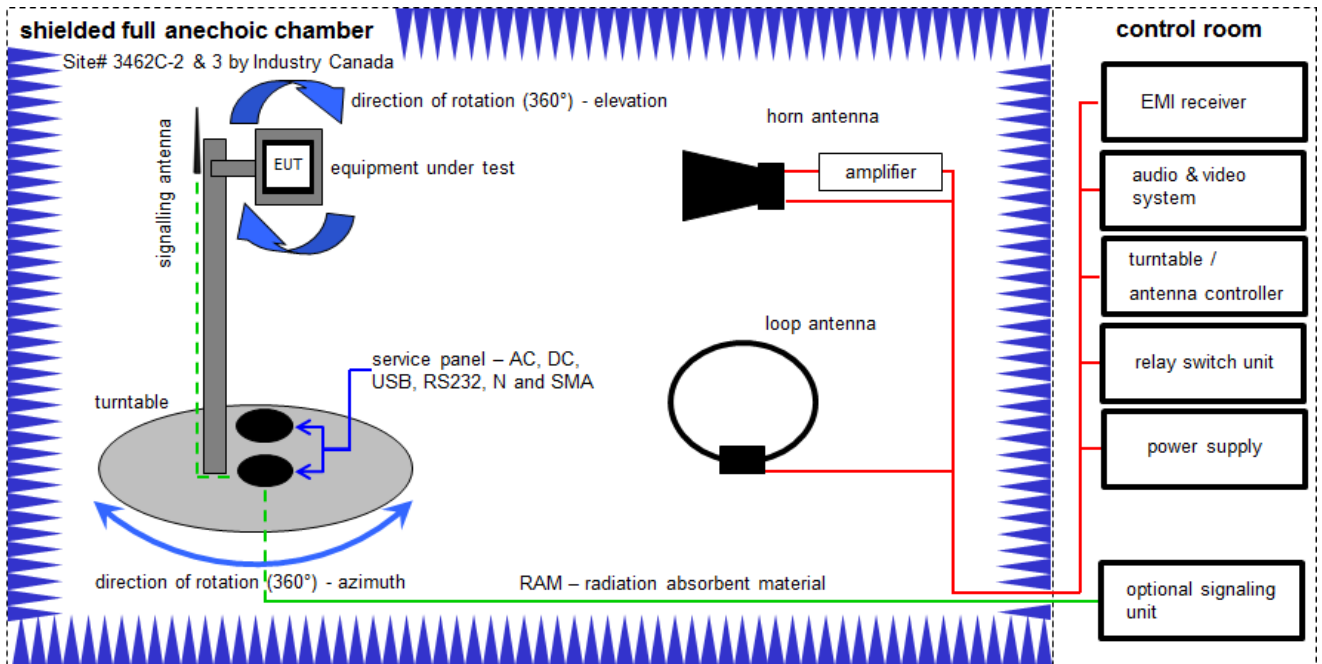 shielded full anechoic chamber
Site# 3462C-2 & 3 by Industry Canada
direction of rotation (360°) - elevation
signalling antenna
EUT
equipment under test
horn antenna
amplifier
loop antenna
service panel – AC, DC,
USB, RS232, N and SMA
turntable
direction of rotation (360°) - azimuth
RAM – radiation absorbent material
control room
EMI receiver
audio & video
system
turntable /
antenna controller
relay switch unit
power supply
optional signaling
unit